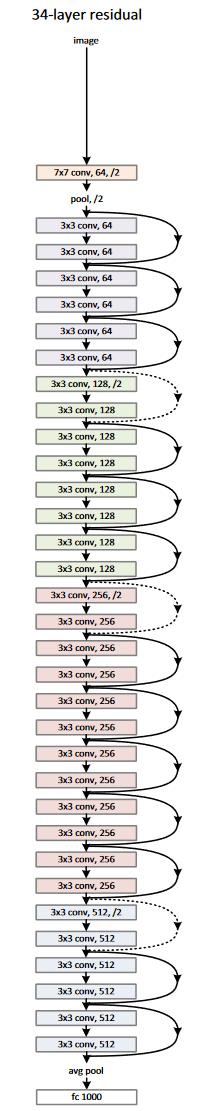 34-layer residual
image
7x7 conv, 64, /2
pool, /2
3x3 conv, 64
3x3 conv, 64
3x3 conv, 64
3x3 conv, 64
3x3 conv, 64
3x3 conv, 64
3x3 conv, 128, /2
3x3 conv, 128
3x3 conv, 128
3x3 conv, 128
3x3 conv, 128
3x3 conv, 128
3x3 conv, 128
3x3 conv, 128
3x3 conv, 256, /2
3x3 conv, 256
3x3 conv, 256
3x3 conv, 256
3x3 conv, 256
3x3 conv, 256
3x3 conv, 256
3x3 conv, 256
3x3 conv, 256
3x3 conv, 256
3x3 conv, 256
3x3 conv, 256
3x3 conv, 512, /2
3x3 conv, 512
3x3 conv, 512
3x3 conv, 512
3x3 conv, 512
3x3 conv, 512
avg pool
fc 1000